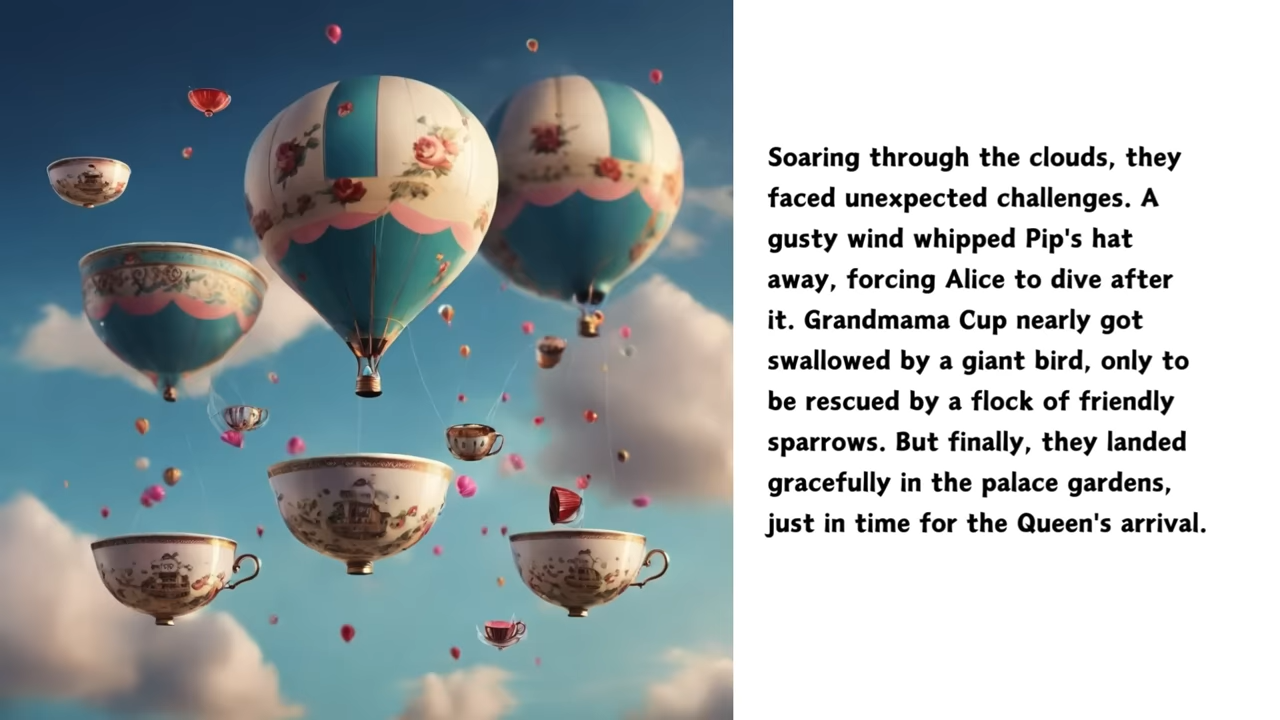 Soaring through the clouds, they
faced unexpected challenges. A
gusty wind whipped Pip's hat
away, forcing Alice to dive after
it. Grandmama Cup nearly got
swallowed by a giant bird, only to
be rescued by a flock of friendly
sparrows. But finally, they landed
gracefully in the palace gardens,
just in time for the Queen's arrival.